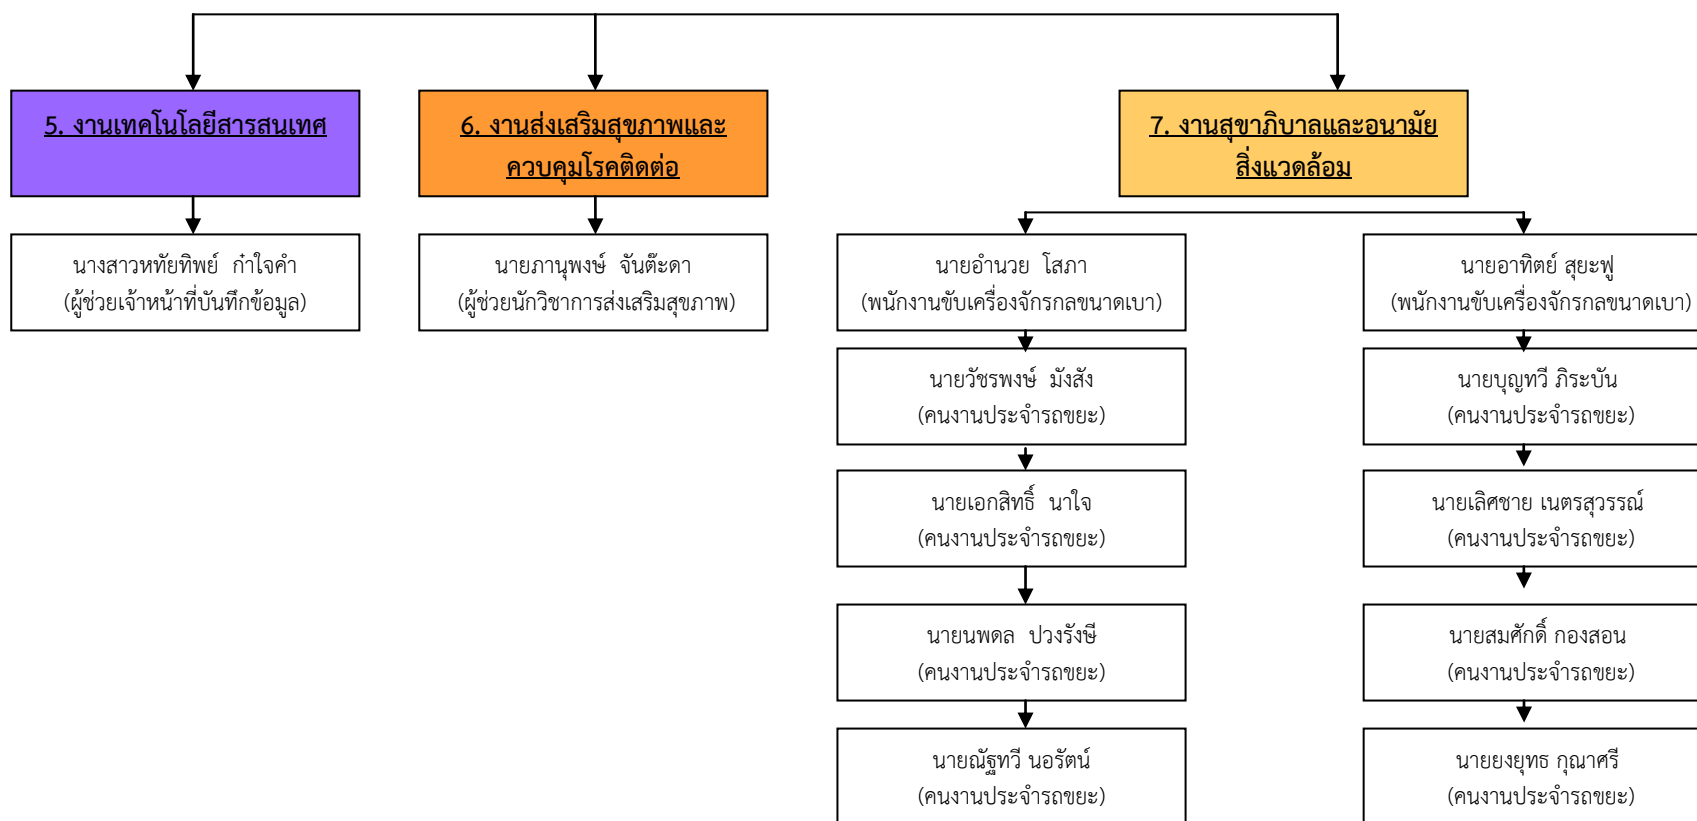 5. งานเทคโนโลยีสารสนเทศ
6. งานส่งเสริมสุขภาพและ
ควบคุมโรคติดต่อ
7. งานสุขาภิบาลและอนามัย
สิ่งแวดล้อม
นางสาวหทัยทิพย์ ก๋าใจคำ
(ผู้ช่วยเจ้าหน้าที่บันทึกข้อมูล)
นายภานุพงษ์ จันต๊ะดา
(ผู้ช่วยนักวิชาการส่งเสริมสุขภาพ)
นายอำนวย โสภา
(พนักงานขับเครื่องจักรกลขนาดเบา)
นายอาทิตย์ สุยะฟู
(พนักงานขับเครื่องจักรกลขนาดเบา)
นายวัชรพงษ์ มังสัง
(คนงานประจำรถขยะ)
นายบุญทวี ภิระบัน
(คนงานประจำรถขยะ)
นายเอกสิทธิ์ นาใจ
(คนงานประจำรถขยะ)
นายเลิศชาย เนตรสุวรรณ์
(คนงานประจำรถขยะ)
นายนพดล ปวงรังษี
(คนงานประจำรถขยะ)
นายสมศักดิ์ กองสอน
(คนงานประจำรถขยะ)
นายณัฐทวี นอรัตน์
(คนงานประจำรถขยะ)
นายยงยุทธ กุณาศรี
(คนงานประจำรถขยะ)